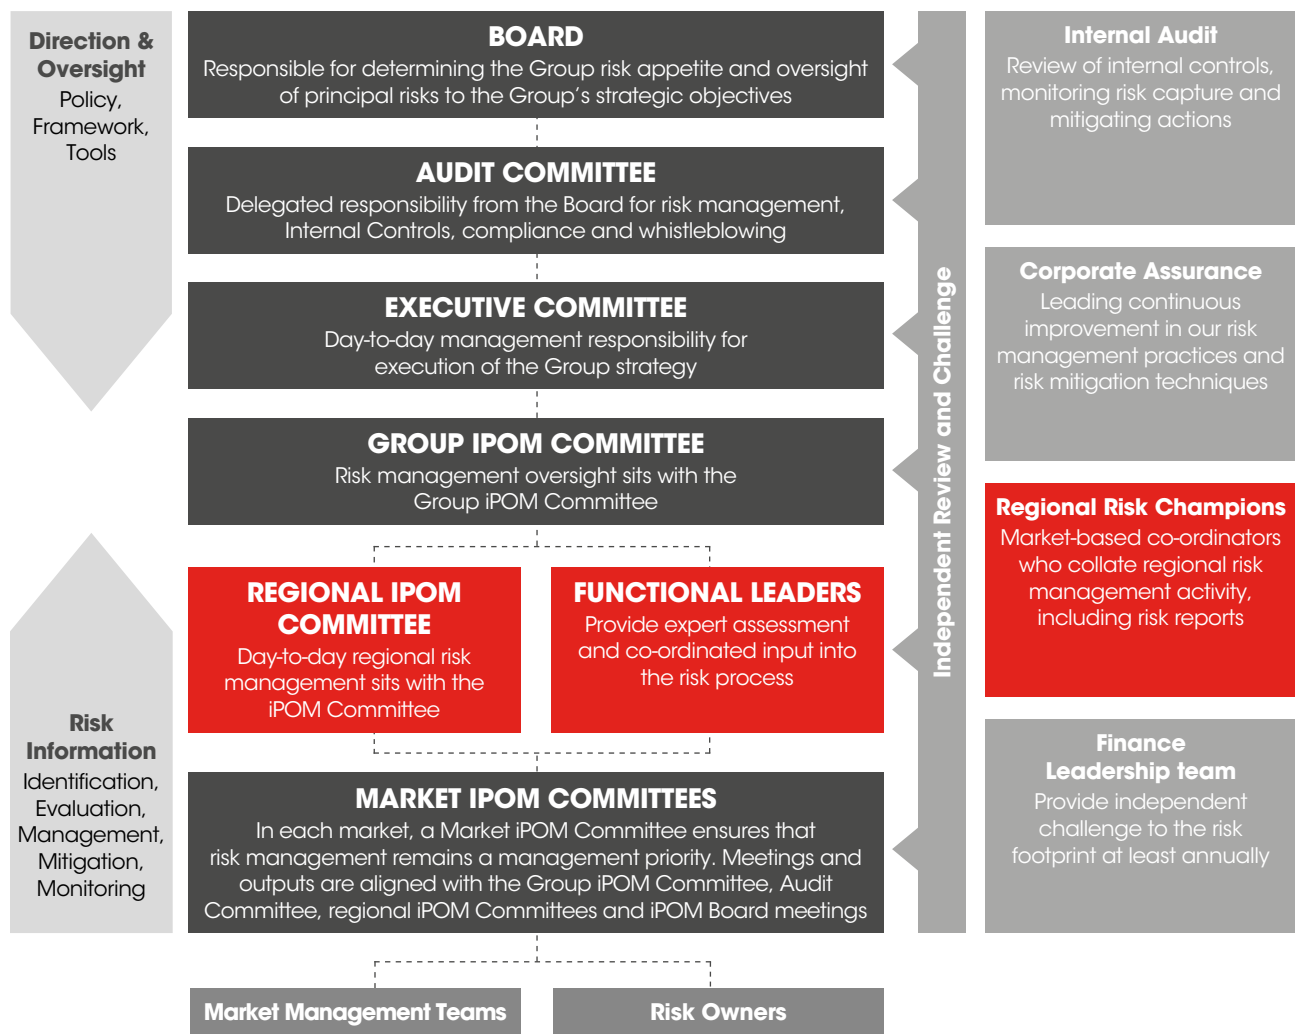 Direction &
Oversight
Policy,
Framework,
Tools
BOARD
Responsible for determining the Group risk appetite and oversight
of principal risks to the Group's strategic objectives
AUDIT COMMITTEE
Delegated responsibility from the Board for risk management,
Internal Controls, compliance and whistleblowing
EXECUTIVE COMMITTEE
Day-to-day management responsibility for
execution of the Group strategy
GROUP IPOM COMMITTEE
Risk management oversight sits with the
Group iPOM Committee
REGIONAL IPOM
COMMITTEE
Day-to-day regional risk
management sits with the
iPOM Committee
FUNCTIONAL LEADERS
Provide expert assessment
and co-ordinated input into
the risk process
Risk
Information
Identification,
Evaluation,
Management,
Mitigation,
Monitoring
MARKET IPOM COMMITTEES
In each market, a Market iPOM Committee ensures that
risk management remains a management priority. Meetings and
outputs are aligned with the Group iPOM Committee, Audit
Committee, regional iPOM Committees and iPOM Board meetings
Market Management Teams
Risk Owners
Independent Review and Challenge
Internal Audit
Review of internal controls,
monitoring risk capture and
mitigating actions
Corporate Assurance
Leading continuous
improvement in our risk
management practices and
risk mitigation techniques
Regional Risk Champions
Market-based co-ordinators
who collate regional risk
management activity,
including risk reports
Finance
Leadership team
Provide independent
challenge to the risk
footprint at least annually